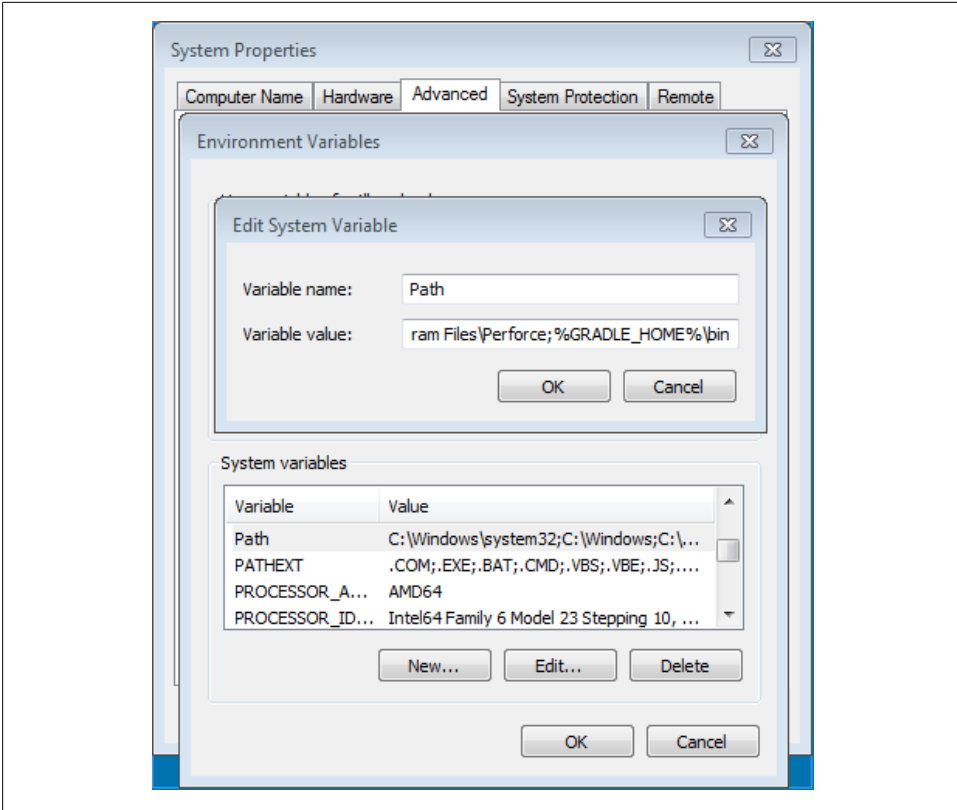 System Properties
Computer Name Hardware Advanced System Protection Remote
Environment Variables
Edit System Variable
Variable name: Path
Variable value: ram Files\Perforce;%GRADLE_HOME%\bin
OK Cancel
System variables
Variable Value
Path C:\Windows\system32;C:\Windows;C:\...
PATHEXT .COM;.EXE;.BAT;.CMD;.VBS;.VBE;.JS;....
PROCESSOR_A... AMD64
PROCESSOR_ID... Intel64 Family 6 Model 23 Stepping 10, ...
New... Edit... Delete
OK Cancel